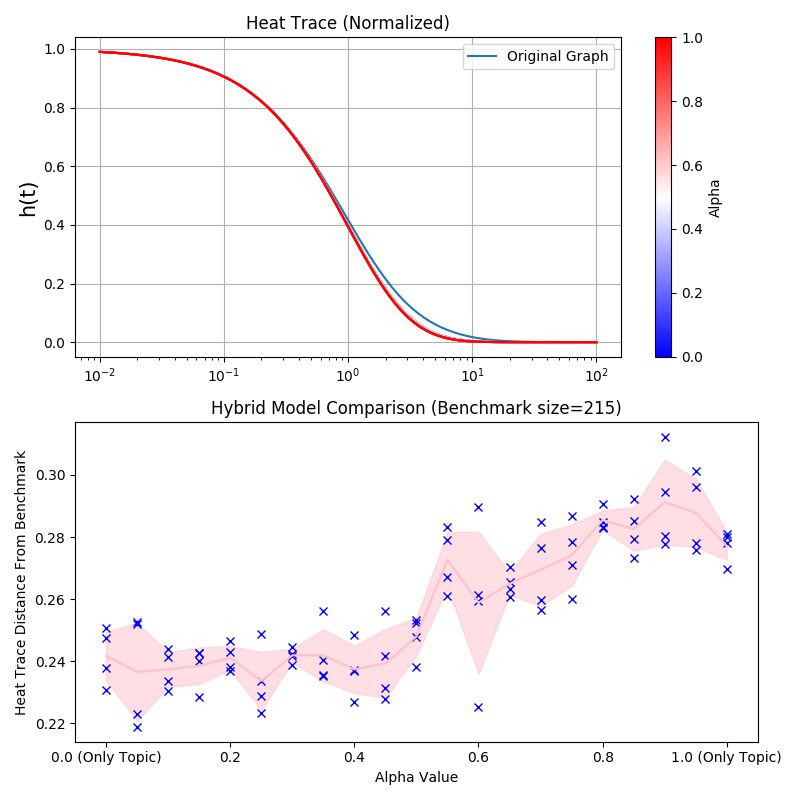 Heat Trace (Normalized)
1.0
0.8
0.6
0.4
0.2
0.0
h(t)
Original Graph
10⁻² 10⁻¹ 10⁰ 10¹ 10²
1.0
0.8
0.6
0.4
0.2
0.0
Alpha
Hybrid Model Comparison (Benchmark size=215)
0.30
0.28
0.26
0.24
0.22
Heat Trace Distance From Benchmark
0.0 (Only Topic) 0.2 0.4 0.6 0.8 1.0 (Only Topic)
Alpha Value